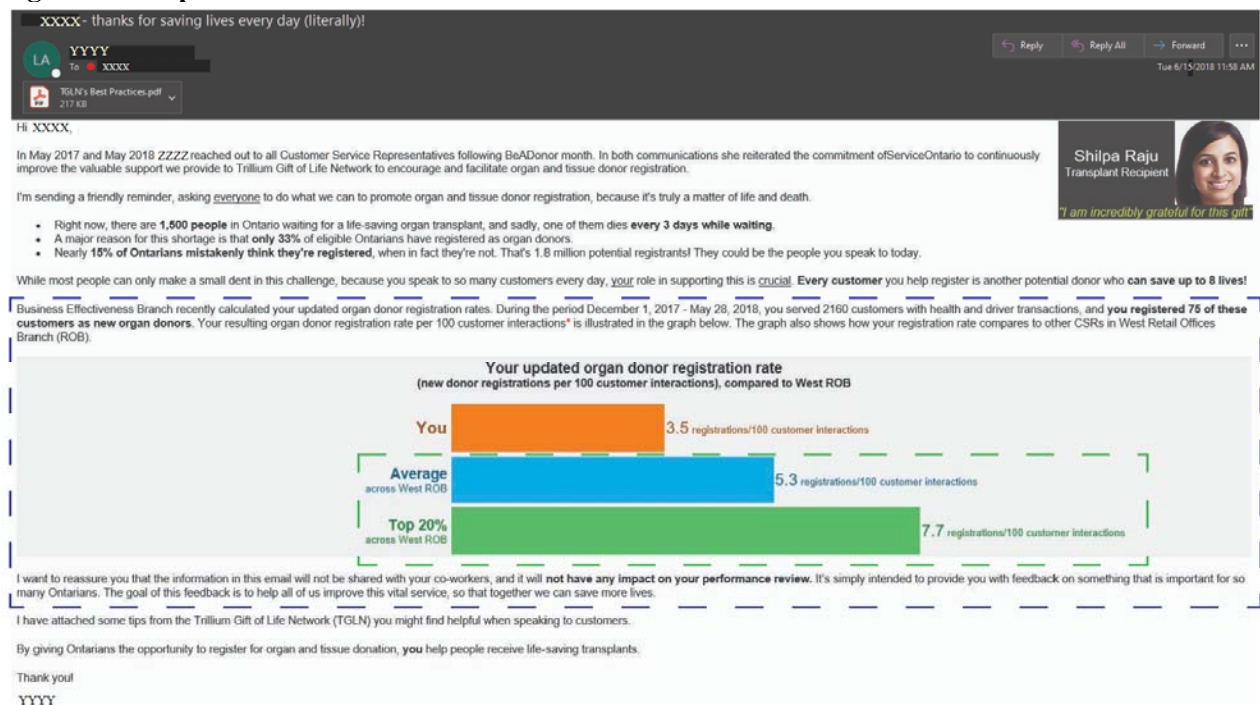 XXXX- thanks for saving lives every day (literally)!
LA
YYYY
To XXXX
Reply
Reply All
Forward
Tue 6/15/2018 11:58 AM
TGLN's Best Practices.pdf
217 KB
Hi XXXX,
Shilpa Raju
Transplant Recipient
"I am incredibly grateful for this gift"
In May 2017 and May 2018 ZZZZ reached out to all Customer Service Representatives following BeADonor month. In both communications she reiterated the commitment ofServiceOntario to continuously
improve the valuable support we provide to Trillium Gift of Life Network to encourage and facilitate organ and tissue donor registration.
I'm sending a friendly reminder, asking everyone to do what we can to promote organ and tissue donor registration, because it's truly a matter of life and death.
• Right now, there are 1,500 people in Ontario waiting for a life-saving organ transplant, and sadly, one of them dies every 3 days while waiting.
• A major reason for this shortage is that only 33% of eligible Ontarians have registered as organ donors.
• Nearly 15% of Ontarians mistakenly think they're registered, when in fact they're not. That's 1.8 million potential registrants! They could be the people you speak to today.
While most people can only make a small dent in this challenge, because you speak to so many customers every day, your role in supporting this is crucial. Every customer you help register is another potential donor who can save up to 8 lives!
Business Effectiveness Branch recently calculated your updated organ donor registration rates. During the period December 1, 2017 - May 28, 2018, you served 2160 customers with health and driver transactions, and you registered 75 of these
customers as new organ donors. Your resulting organ donor registration rate per 100 customer interactions* is illustrated in the graph below. The graph also shows how your registration rate compares to other CSRs in West Retail Offices
Branch (ROB).
Your updated organ donor registration rate
(new donor registrations per 100 customer interactions), compared to West ROB
You
3.5 registrations/100 customer interactions
Average
across West ROB
5.3 registrations/100 customer interactions
Top 20%
across West ROB
7.7 registrations/100 customer interactions
I want to reassure you that the information in this email will not be shared with your co-workers, and it will not have any impact on your performance review. It's simply intended to provide you with feedback on something that is important for so
many Ontarians. The goal of this feedback is to help all of us improve this vital service, so that together we can save more lives.
I have attached some tips from the Trillium Gift of Life Network (TGLN) you might find helpful when speaking to customers.
By giving Ontarians the opportunity to register for organ and tissue donation, you help people receive life-saving transplants.
Thank you!
YYYY